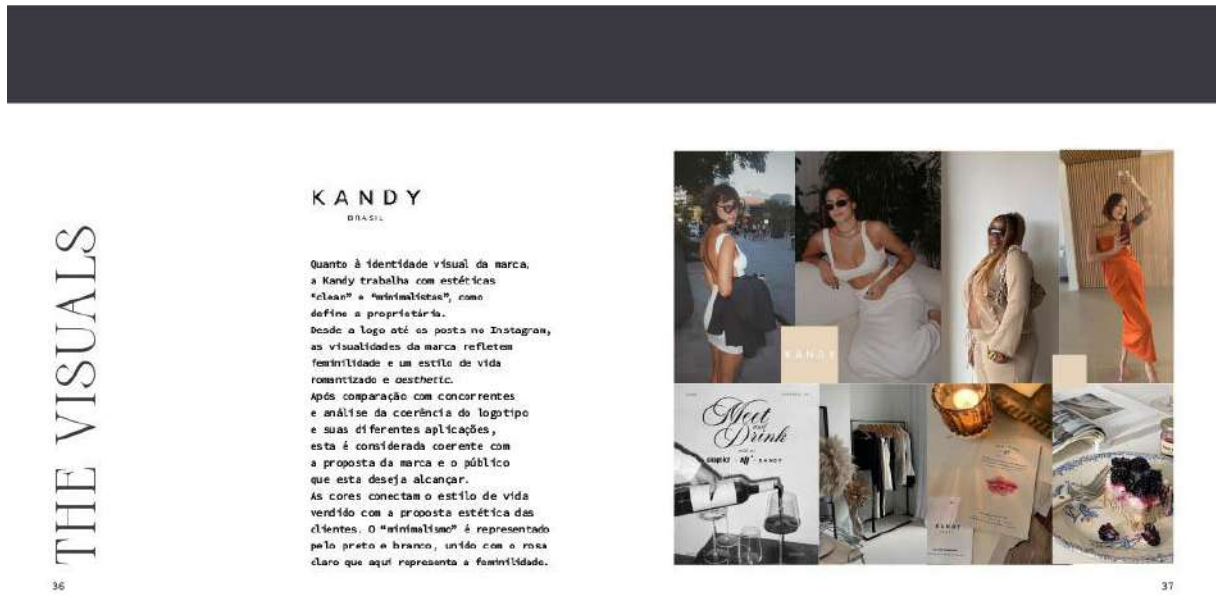 THE VISUALS
KANDY
BRASIL
Quanto à identidade visual da marca,
a Kandy trabalha com estéticas
"clean" e "minimalistas", como
define a proprietária.
Desde a logo até os posts no Instagram,
as visualidades da marca refletem
feminilidade e um estilo de vida
romantizado e aesthetic.
Após comparação com concorrentes
e análise da coerência do logotipo
e suas diferentes aplicações,
esta é considerada coerente com
a proposta da marca e o público
que esta deseja alcançar.
As cores conectam o estilo de vida
vendido com a proposta estética das
clientes. O "minimalismo" é representado
pelo preto e branco, unido com o rosa
claro que aqui representa a feminilidade.
KANDY
Meet
and
Drink
KANDY
KANDY
36
37